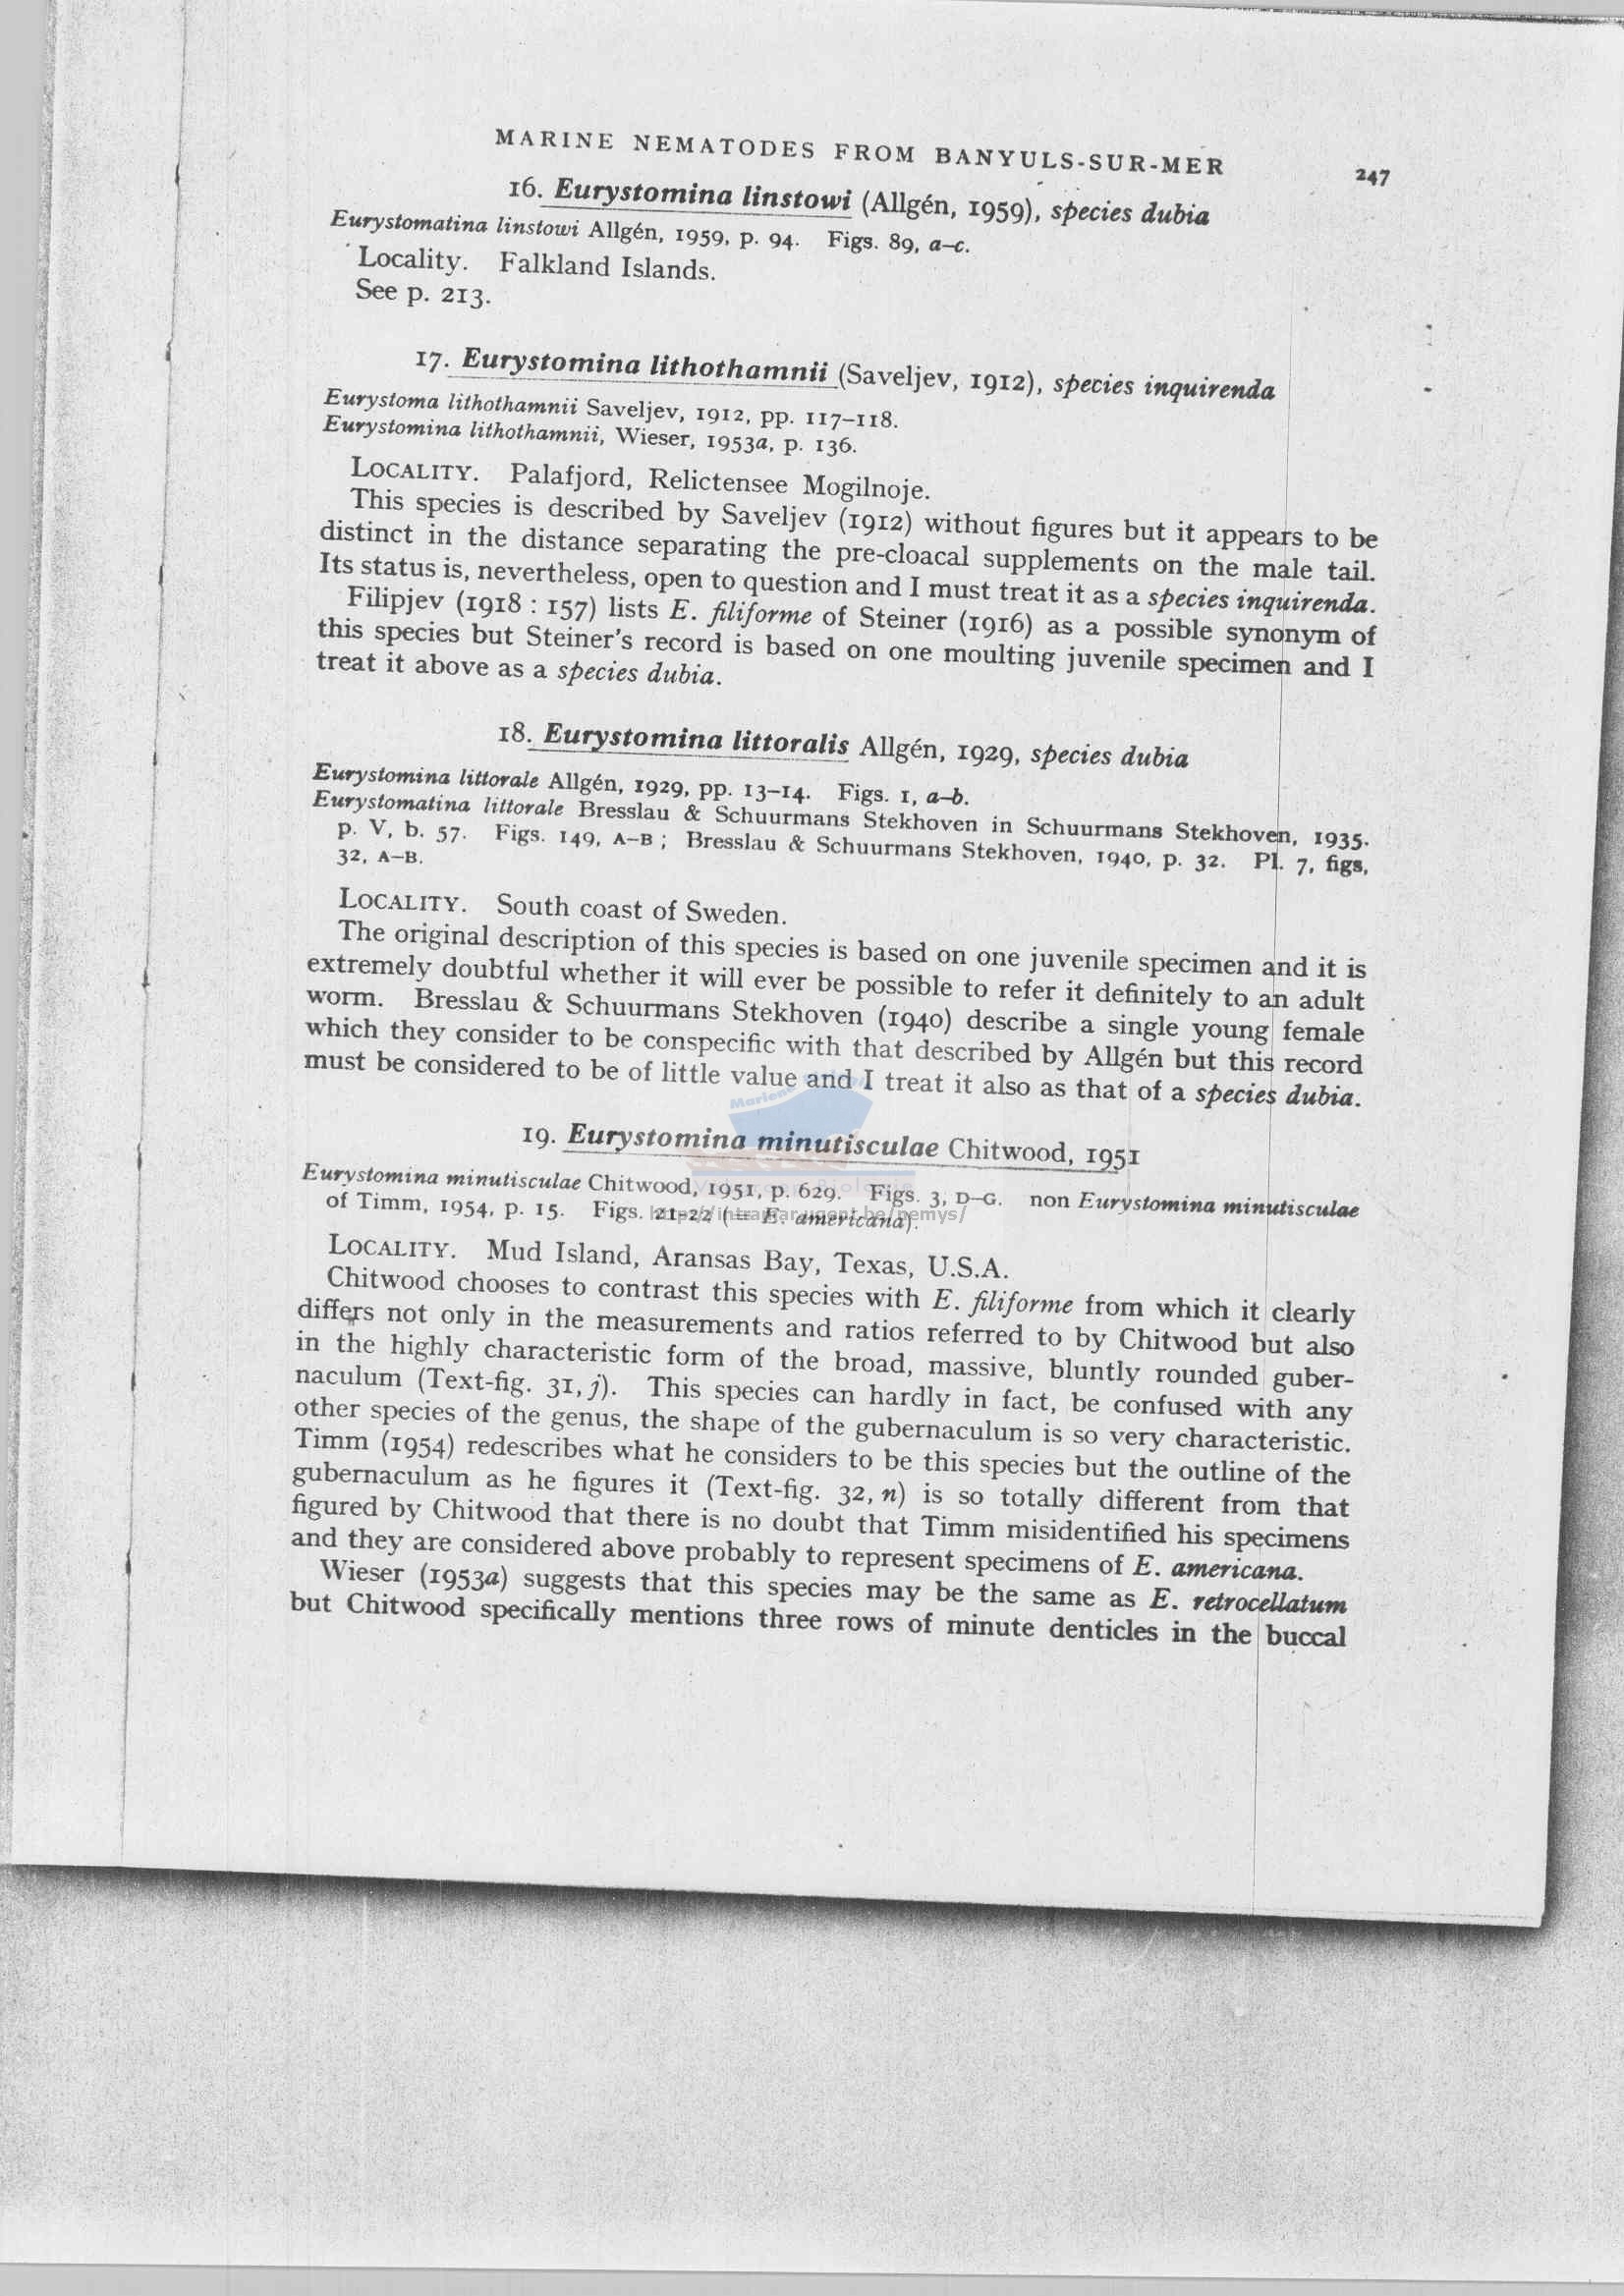 MARINE NEMATODES FROM BANYULS-SUR-MER 247
16. Eurystomina linstowi (Allgén, 1959), species dubia
Eurystomatina linstowi Allgén, 1959, p. 94. Figs. 89, a–c.
Locality. Falkland Islands.
See p. 213.
17. Eurystomina lithothamnii (Saveljev, 1912), species inquirenda
Eurystoma lithothamnii Saveljev, 1912, pp. 117–118.
Eurystomina lithothamnii, Wieser, 1953a, p. 136.
LOCALITY. Palafjord, Relictensee Mogilnoje.
This species is described by Saveljev (1912) without figures but it appears to be
distinct in the distance separating the pre-cloacal supplements on the male tail.
Its status is, nevertheless, open to question and I must treat it as a species inquirenda.
Filipjev (1918 : 157) lists E. filiforme of Steiner (1916) as a possible synonym of
this species but Steiner's record is based on one moulting juvenile specimen and I
treat it above as a species dubia.
18. Eurystomina littoralis Allgén, 1929, species dubia
Eurystomina littorale Allgén, 1929, pp. 13–14. Figs. 1, a–b.
Eurystomatina littorale Bresslau & Schuurmans Stekhoven in Schuurmans Stekhoven, 1935.
p. V, b. 57. Figs. 149, A–B ; Bresslau & Schuurmans Stekhoven, 1940, p. 32. Pl. 7, figs,
32, A–B.
LOCALITY. South coast of Sweden.
The original description of this species is based on one juvenile specimen and it is
extremely doubtful whether it will ever be possible to refer it definitely to an adult
worm. Bresslau & Schuurmans Stekhoven (1940) describe a single young female
which they consider to be conspecific with that described by Allgén but this record
must be considered to be of little value and I treat it also as that of a species dubia.
19. Eurystomina minutisculae Chitwood, 1951
Eurystomina minutisculae Chitwood, 1951, p. 629. Figs. 3, D–G. non Eurystomina minutisculae
of Timm, 1954, p. 15. Figs. 21–22 (= E. americana).
LOCALITY. Mud Island, Aransas Bay, Texas, U.S.A.
Chitwood chooses to contrast this species with E. filiforme from which it clearly
differs not only in the measurements and ratios referred to by Chitwood but also
in the highly characteristic form of the broad, massive, bluntly rounded guber-
naculum (Text-fig. 31, j). This species can hardly in fact, be confused with any
other species of the genus, the shape of the gubernaculum is so very characteristic.
Timm (1954) redescribes what he considers to be this species but the outline of the
gubernaculum as he figures it (Text-fig. 32, n) is so totally different from that
figured by Chitwood that there is no doubt that Timm misidentified his specimens
and they are considered above probably to represent specimens of E. americana.
Wieser (1953a) suggests that this species may be the same as E. retrocellatum
but Chitwood specifically mentions three rows of minute denticles in the buccal